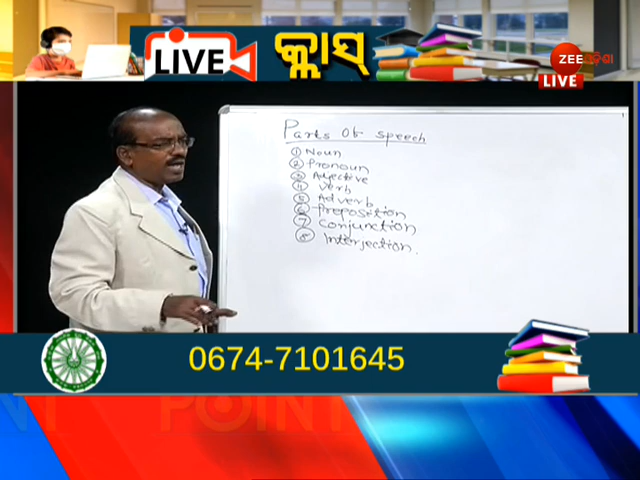 LIVE କ୍ଲାସ୍
ZEE ଓଡ଼ିଶା
LIVE
Parts of speech
① Noun
② Pronoun
③ Adjective
④ Verb
⑤ Adverb
⑥ Preposition
⑦ Conjunction
⑧ Interjection.
0674-7101645
POINT